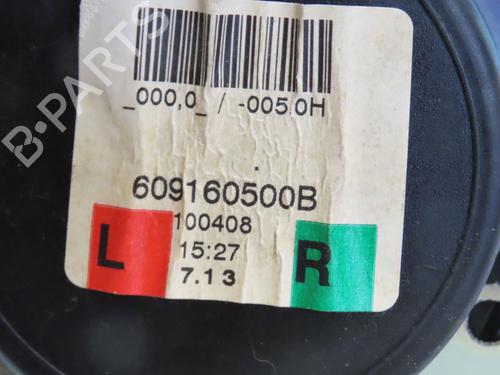 B-PARTS
_000,0_ / -005,0H
609160500B
100408
15:27
7.13
L
R